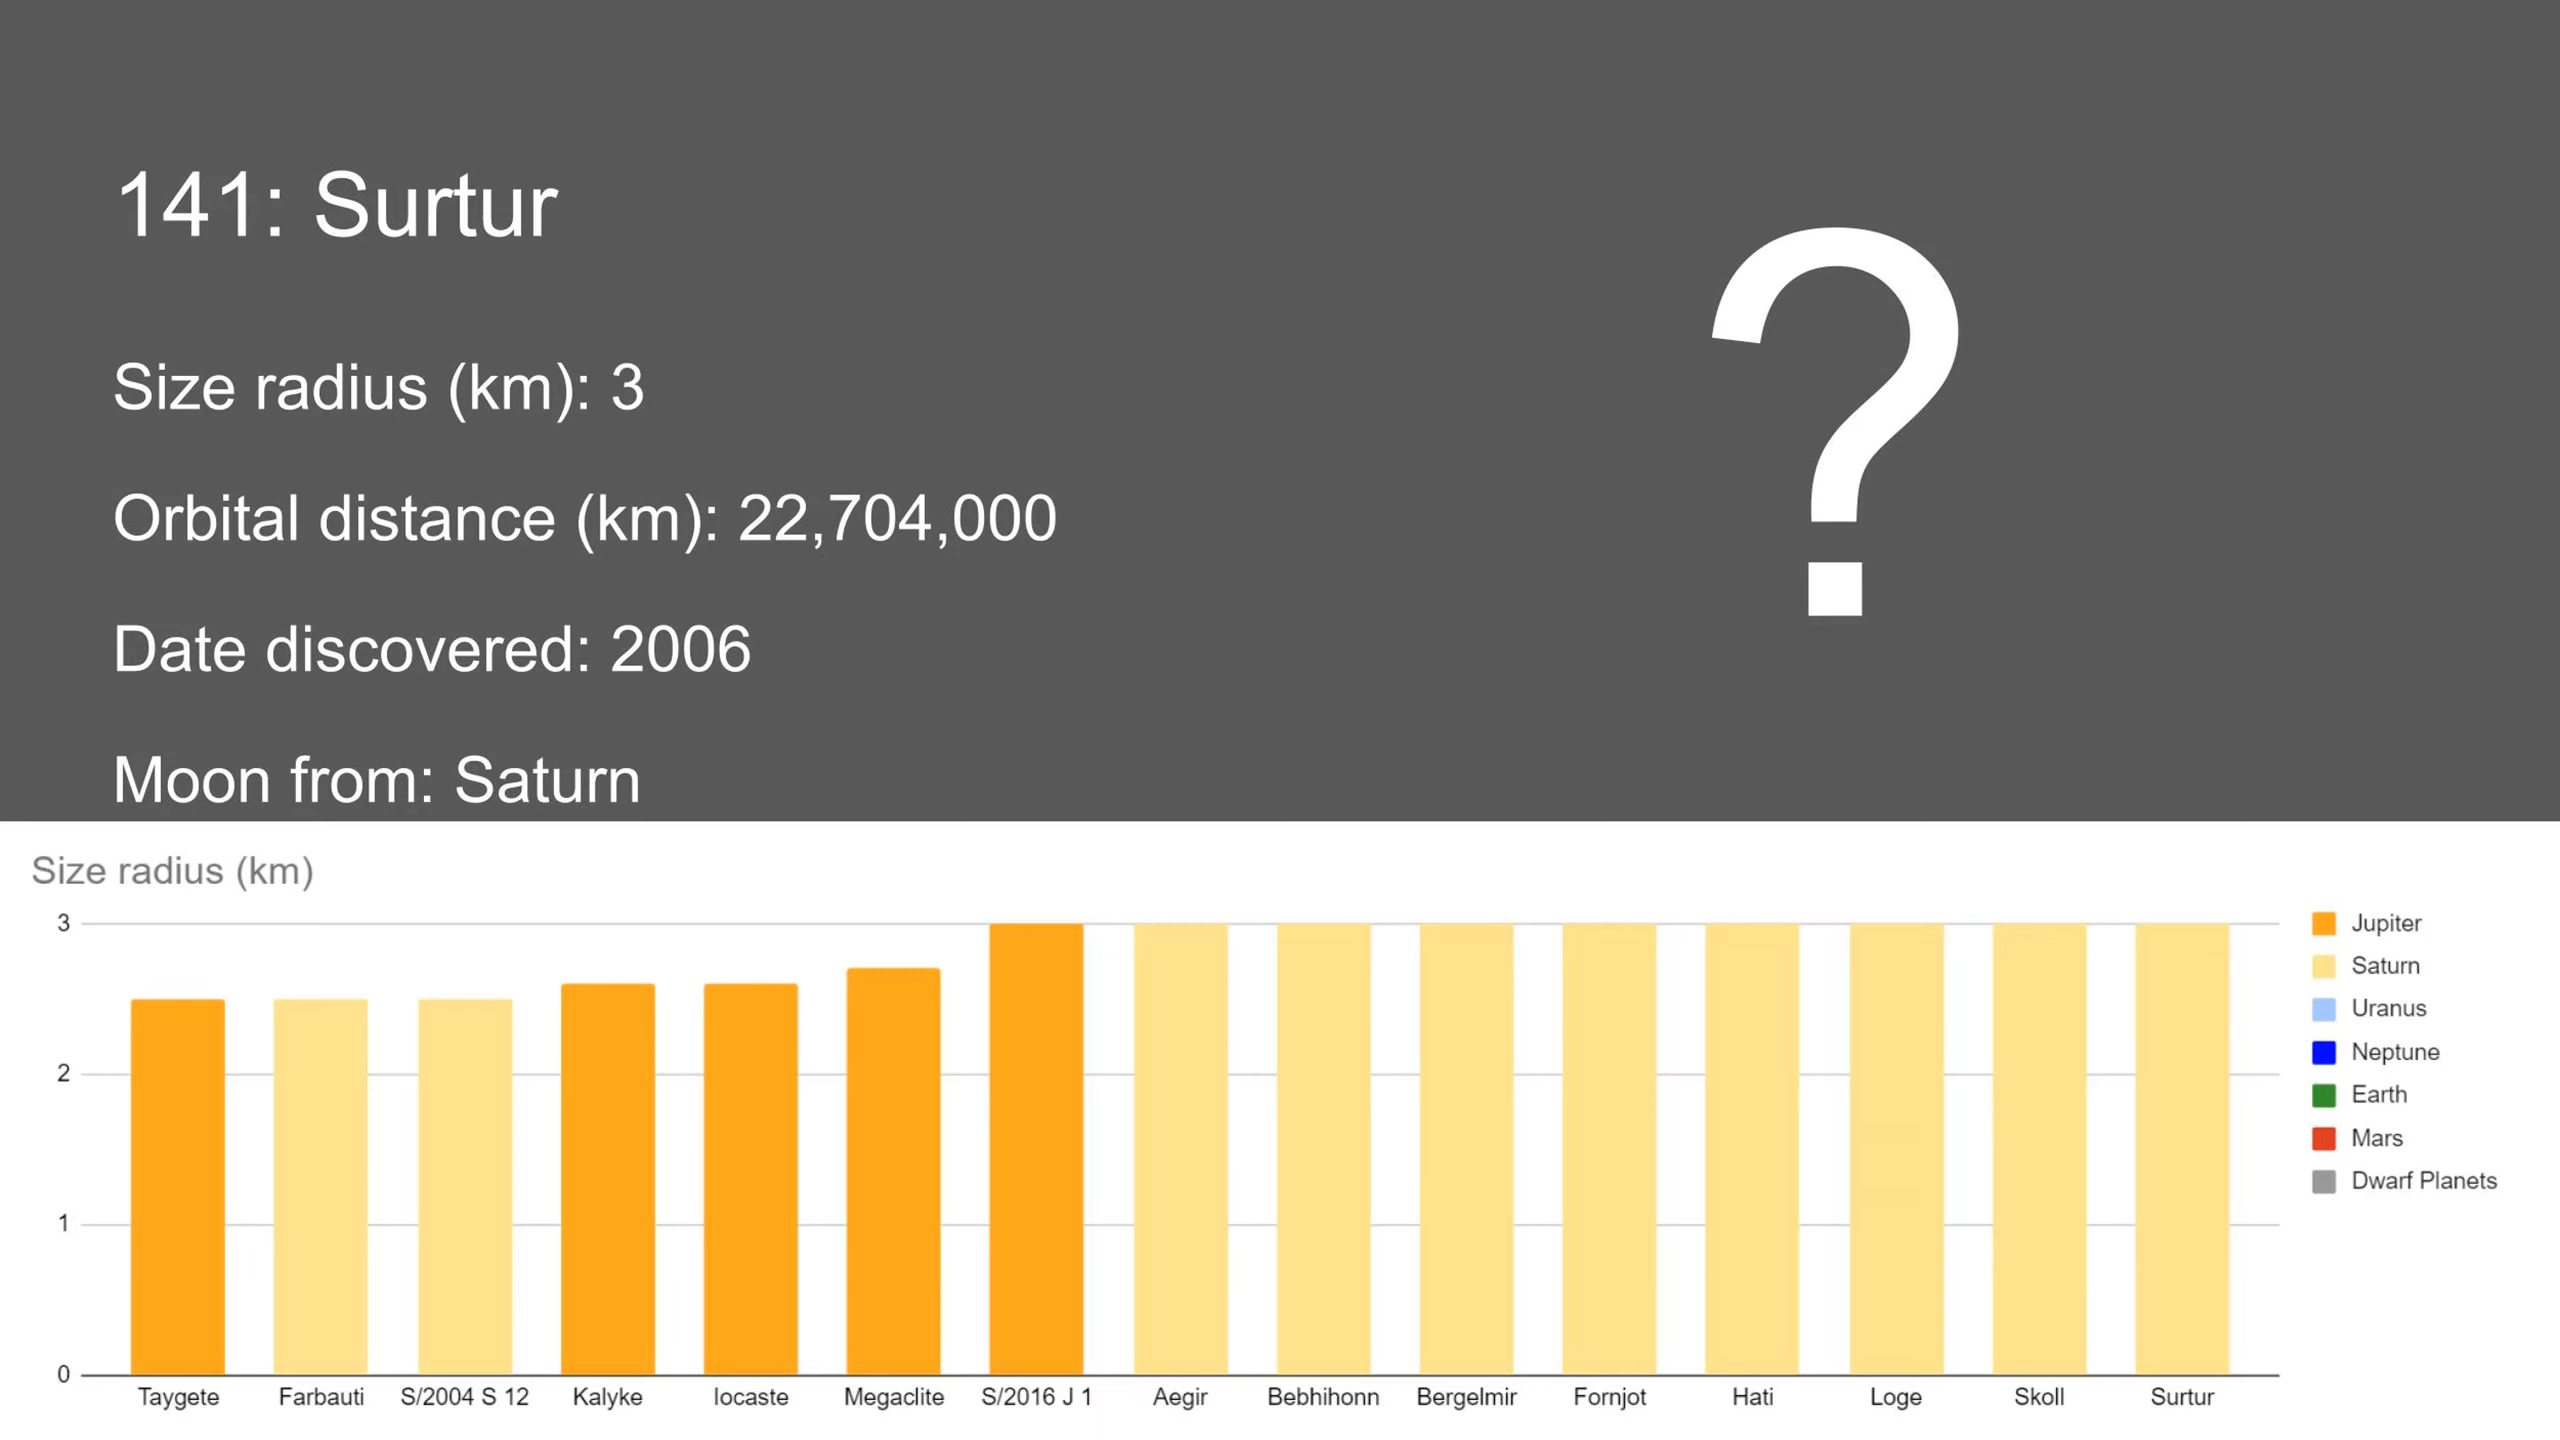 141: Surtur
?
Size radius (km): 3
Orbital distance (km): 22,704,000
Date discovered: 2006
Moon from: Saturn
Size radius (km)
3
2
1
0
Taygete
Farbauti
S/2004 S 12
Kalyke
Iocaste
Megaclite
S/2016 J 1
Aegir
Bebhihonn
Bergelmir
Fornjot
Hati
Loge
Skoll
Surtur
Jupiter
Saturn
Uranus
Neptune
Earth
Mars
Dwarf Planets